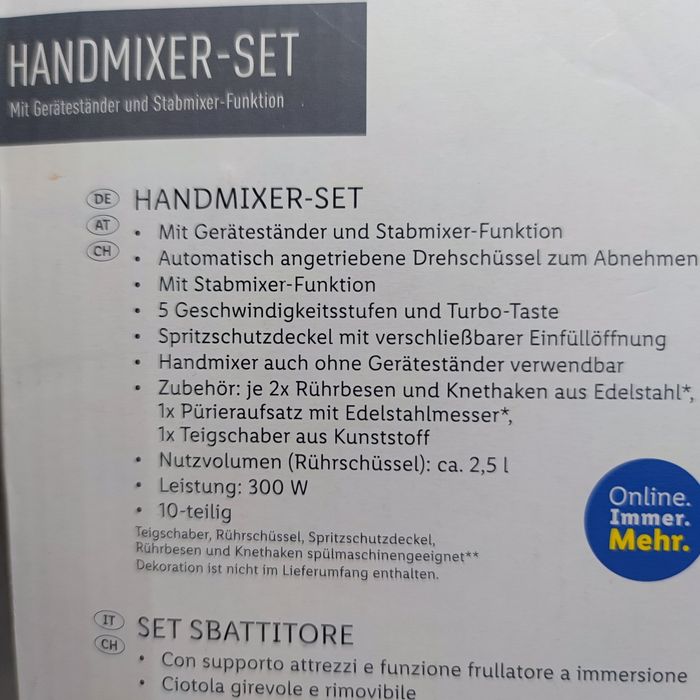 HANDMIXER-SET
Mit Geräteständer und Stabmixer-Funktion
DE
AT
CH
HANDMIXER-SET
• Mit Geräteständer und Stabmixer-Funktion
• Automatisch angetriebene Drehschüssel zum Abnehmen
• Mit Stabmixer-Funktion
• 5 Geschwindigkeitsstufen und Turbo-Taste
• Spritzschutzdeckel mit verschließbarer Einfüllöffnung
• Handmixer auch ohne Geräteständer verwendbar
• Zubehör: je 2x Rührbesen und Knethaken aus Edelstahl*,
1x Pürieraufsatz mit Edelstahlmesser*,
1x Teigschaber aus Kunststoff
• Nutzvolumen (Rührschüssel): ca. 2,5 l
• Leistung: 300 W
• 10-teilig
Teigschaber, Rührschüssel, Spritzschutzdeckel,
Rührbesen und Knethaken spülmaschinengeeignet**
Dekoration ist nicht im Lieferumfang enthalten.
Online.
Immer.
Mehr.
IT
CH
SET SBATTITORE
• Con supporto attrezzi e funzione frullatore a immersione
• Ciotola girevole e rimovibile